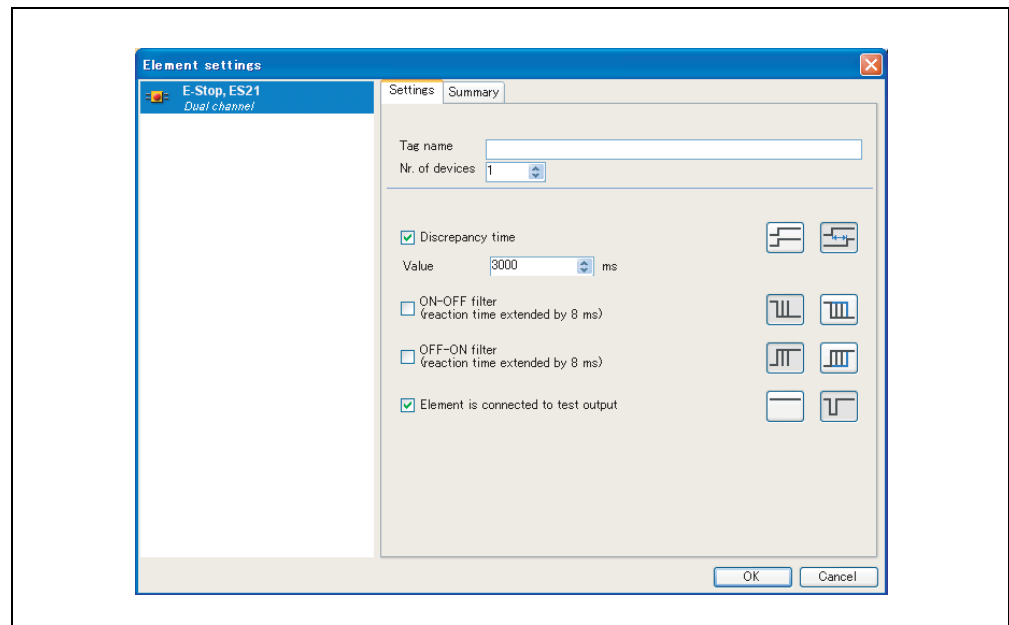 Element settings
E-Stop, ES21
Dual channel
Settings
Summary
Tag name
Nr. of devices 1
Discrepancy time
Value 3000 ms
ON-OFF filter
(reaction time extended by 8 ms)
OFF-ON filter
(reaction time extended by 8 ms)
Element is connected to test output
OK
Cancel